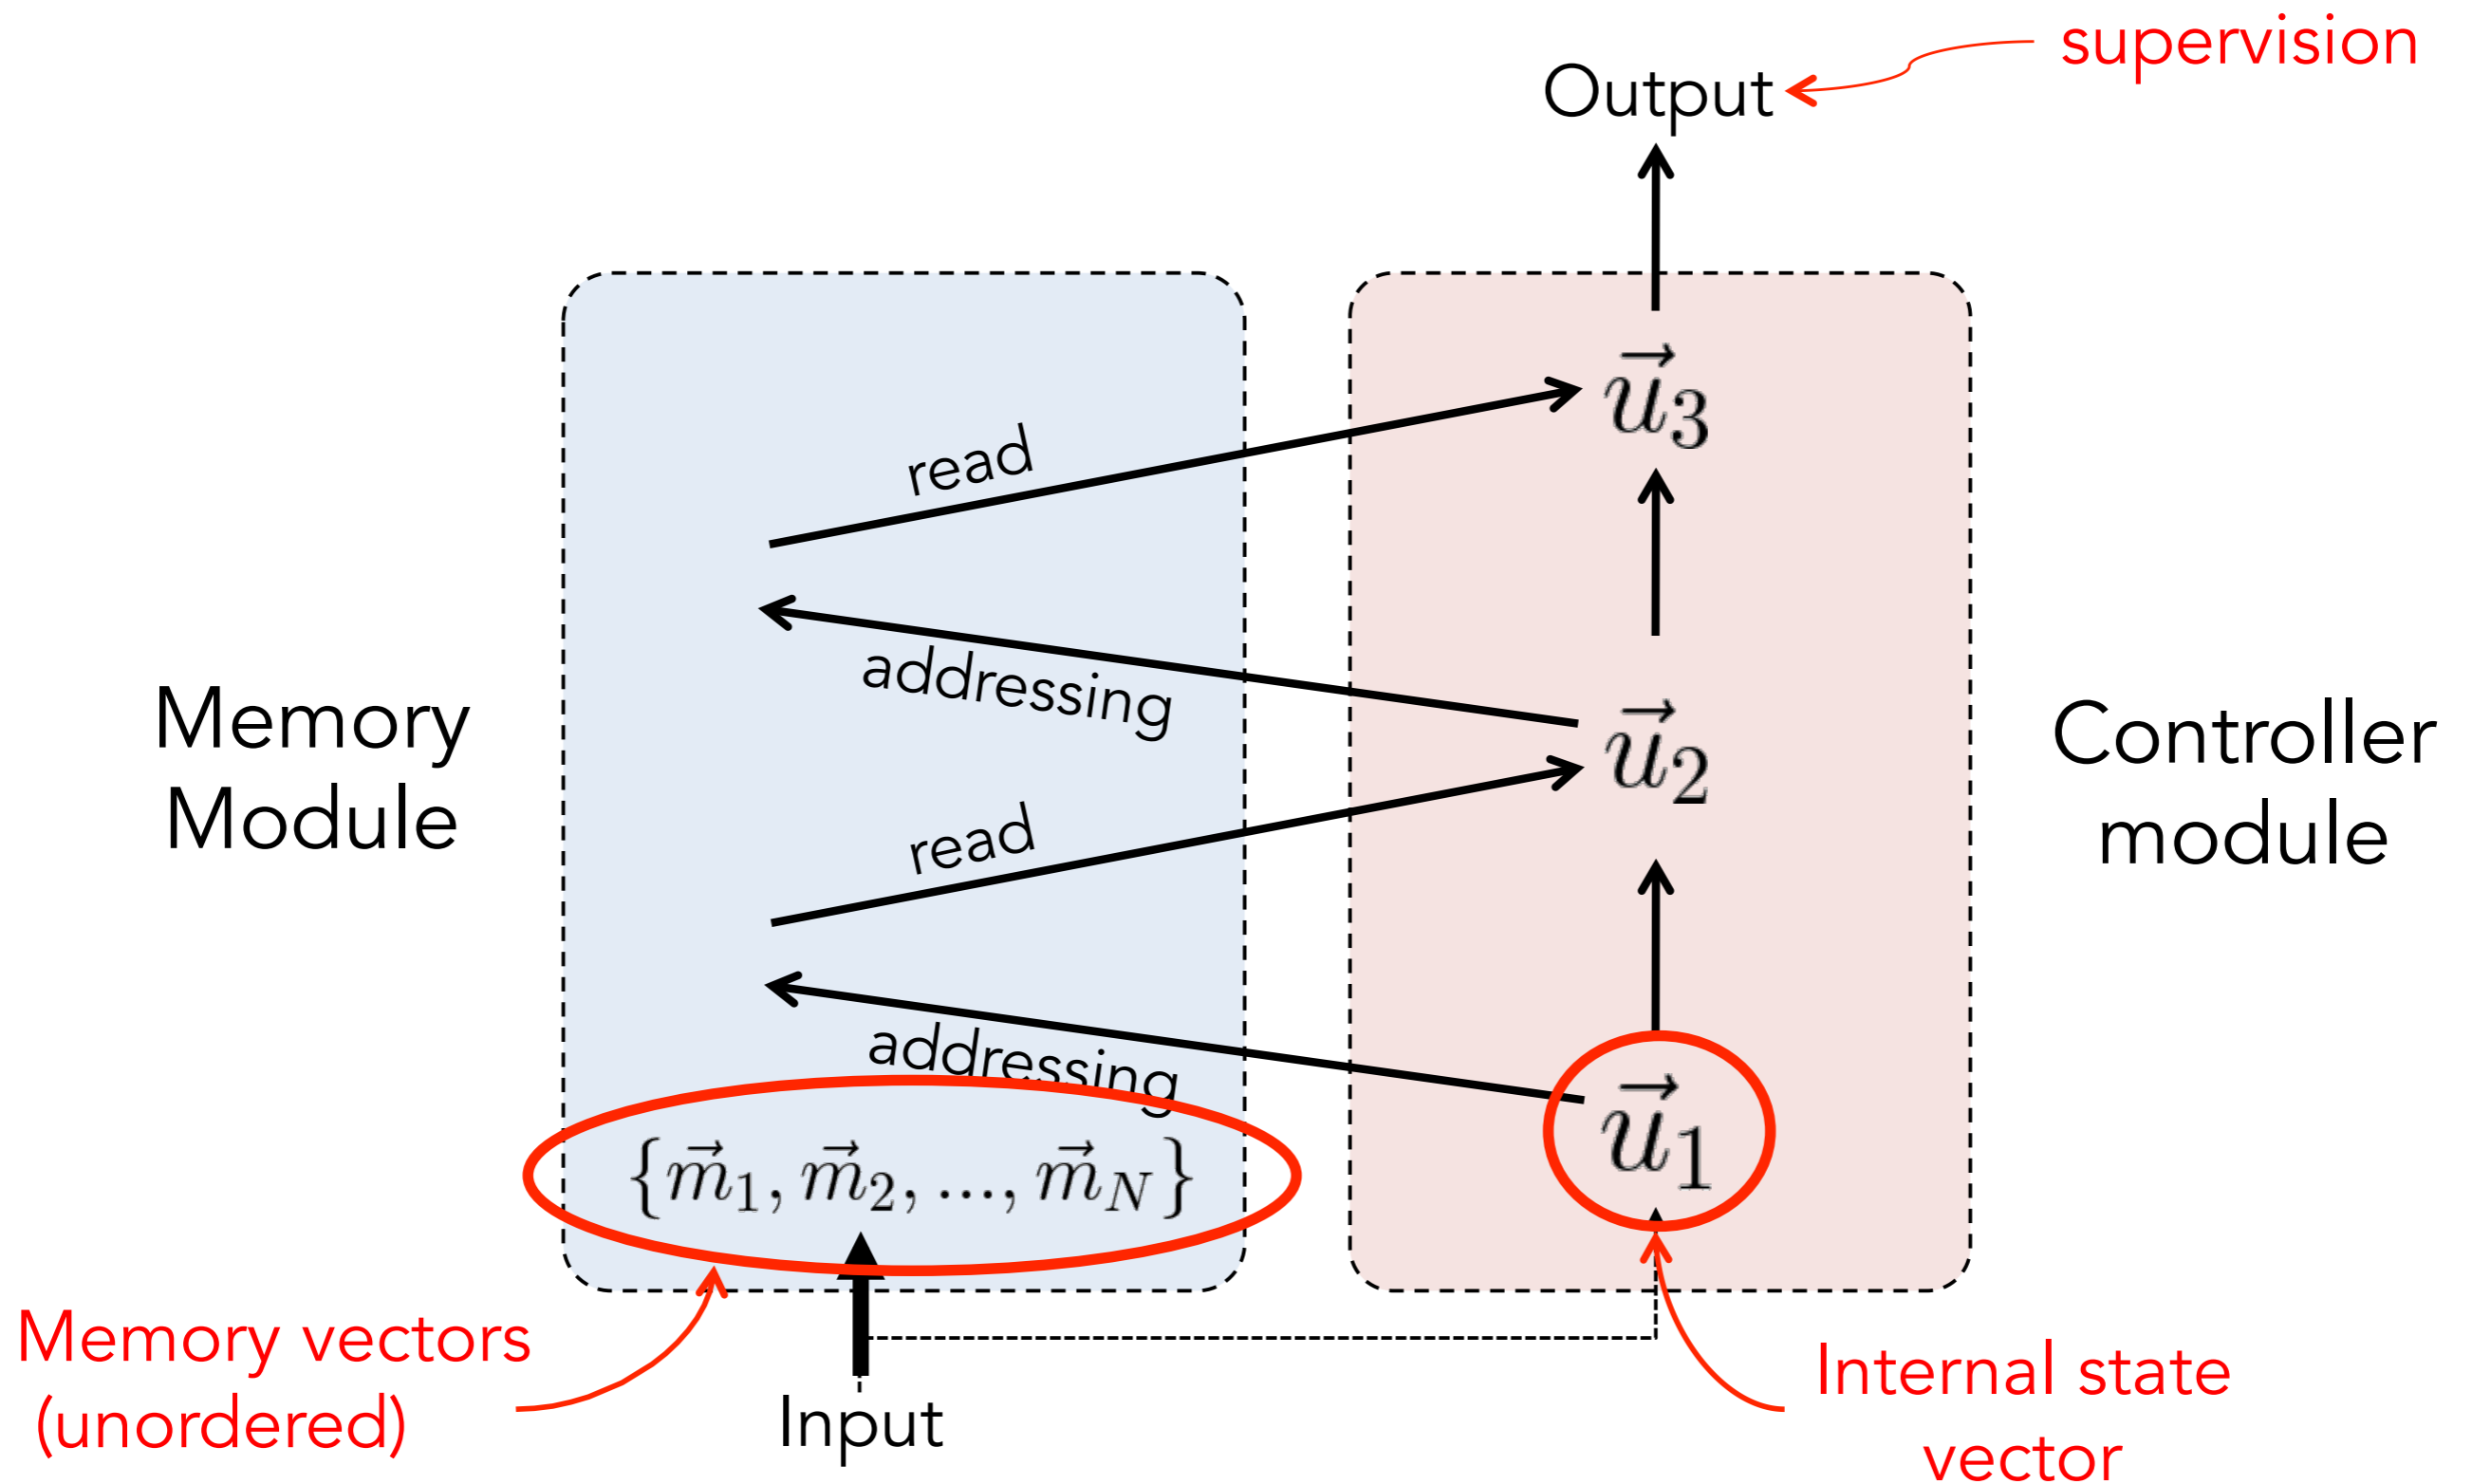 supervision
Output
u⃗₃
read
addressing
Memory
Module
Controller
module
u⃗₂
read
addressing
u⃗₁
{m⃗₁, m⃗₂, ..., m⃗_N}
Memory vectors
(unordered)
Input
Internal state
vector